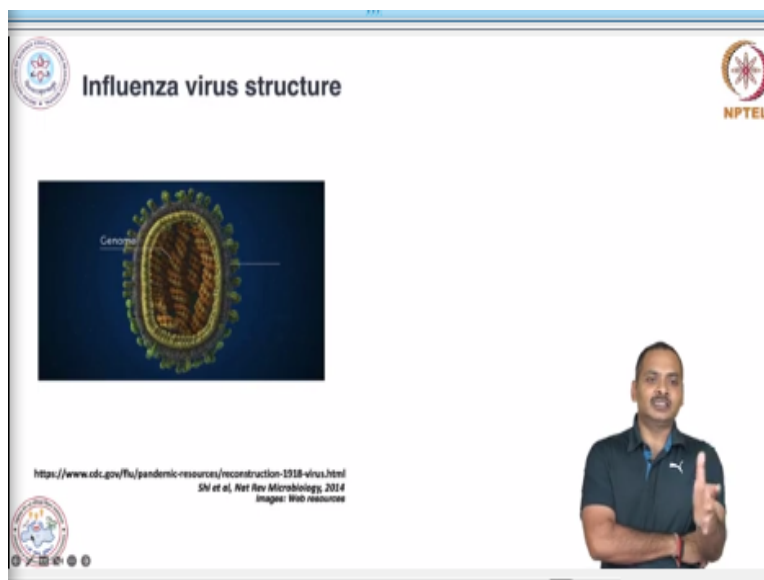 Influenza virus structure
NPTEL
Genome
https://www.cdc.gov/flu/pandemic-resources/reconstruction-1918-virus.html
Shi et al, Nat Rev Microbiology, 2014
Images: Web resources